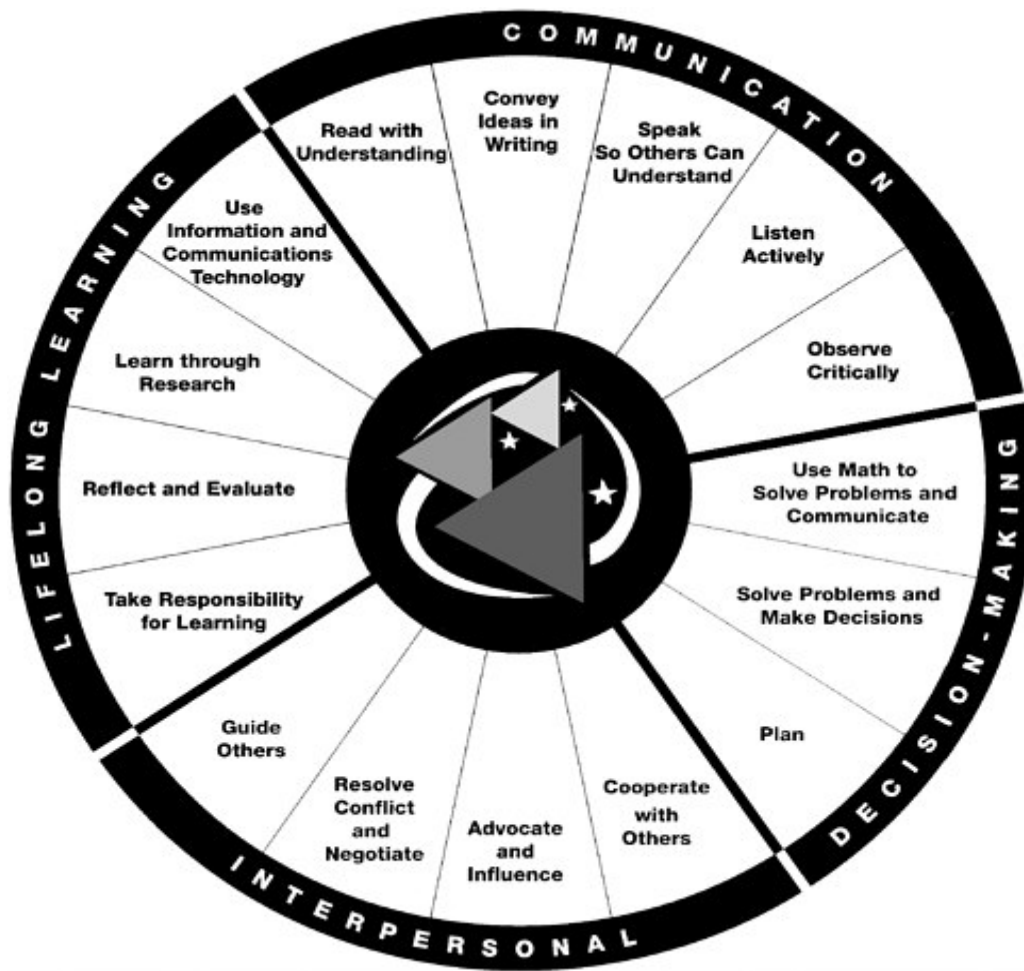 COMMUNICATION
Read with
Understanding
Convey
Ideas in
Writing
Speak
So Others Can
Understand
Listen
Actively
Observe
Critically
DECISION-MAKING
Use Math to
Solve Problems and
Communicate
Solve Problems and
Make Decisions
Plan
INTERPERSONAL
Cooperate
with
Others
Advocate
and
Influence
Resolve
Conflict
and
Negotiate
Guide
Others
LIFELONG LEARNING
Take Responsibility
for Learning
Reflect and Evaluate
Learn through
Research
Use
Information and
Communications
Technology